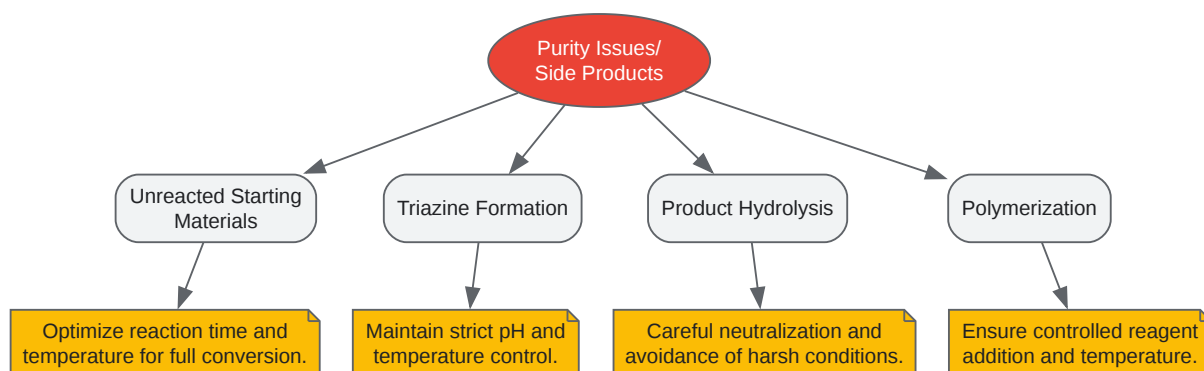 Purity Issues/
Side Products
Unreacted Starting
Materials
Triazine Formation
Product Hydrolysis
Polymerization
Optimize reaction time and
temperature for full conversion.
Maintain strict pH and
temperature control.
Careful neutralization and
avoidance of harsh conditions.
Ensure controlled reagent
addition and temperature.